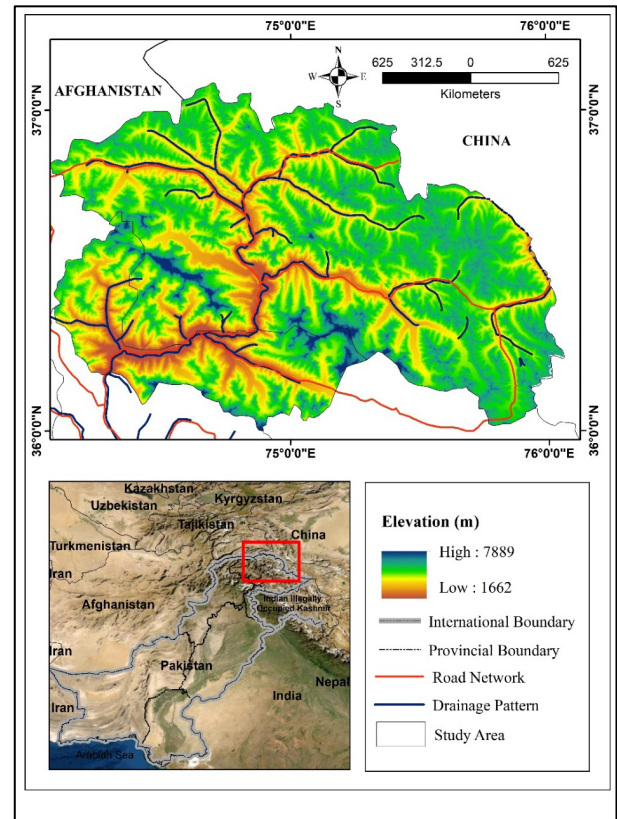 75°0'0"E 76°0'0"E
N
W E
S
625 312.5 0 625
Kilometers
AFGHANISTAN
CHINA
37°0'0"N 37°0'0"N
36°0'0"N 36°0'0"N
75°0'0"E 76°0'0"E
Kazakhstan
Uzbekistan
Kyrgyzstan
Tajikistan
China
Turkmenistan
Iran
Afghanistan
Indian Illegally
Occupied Kashmir
Iran
Pakistan
Nepal
India
Iran
Arabian Sea
Elevation (m)
High : 7889
Low : 1662
International Boundary
Provincial Boundary
Road Network
Drainage Pattern
Study Area